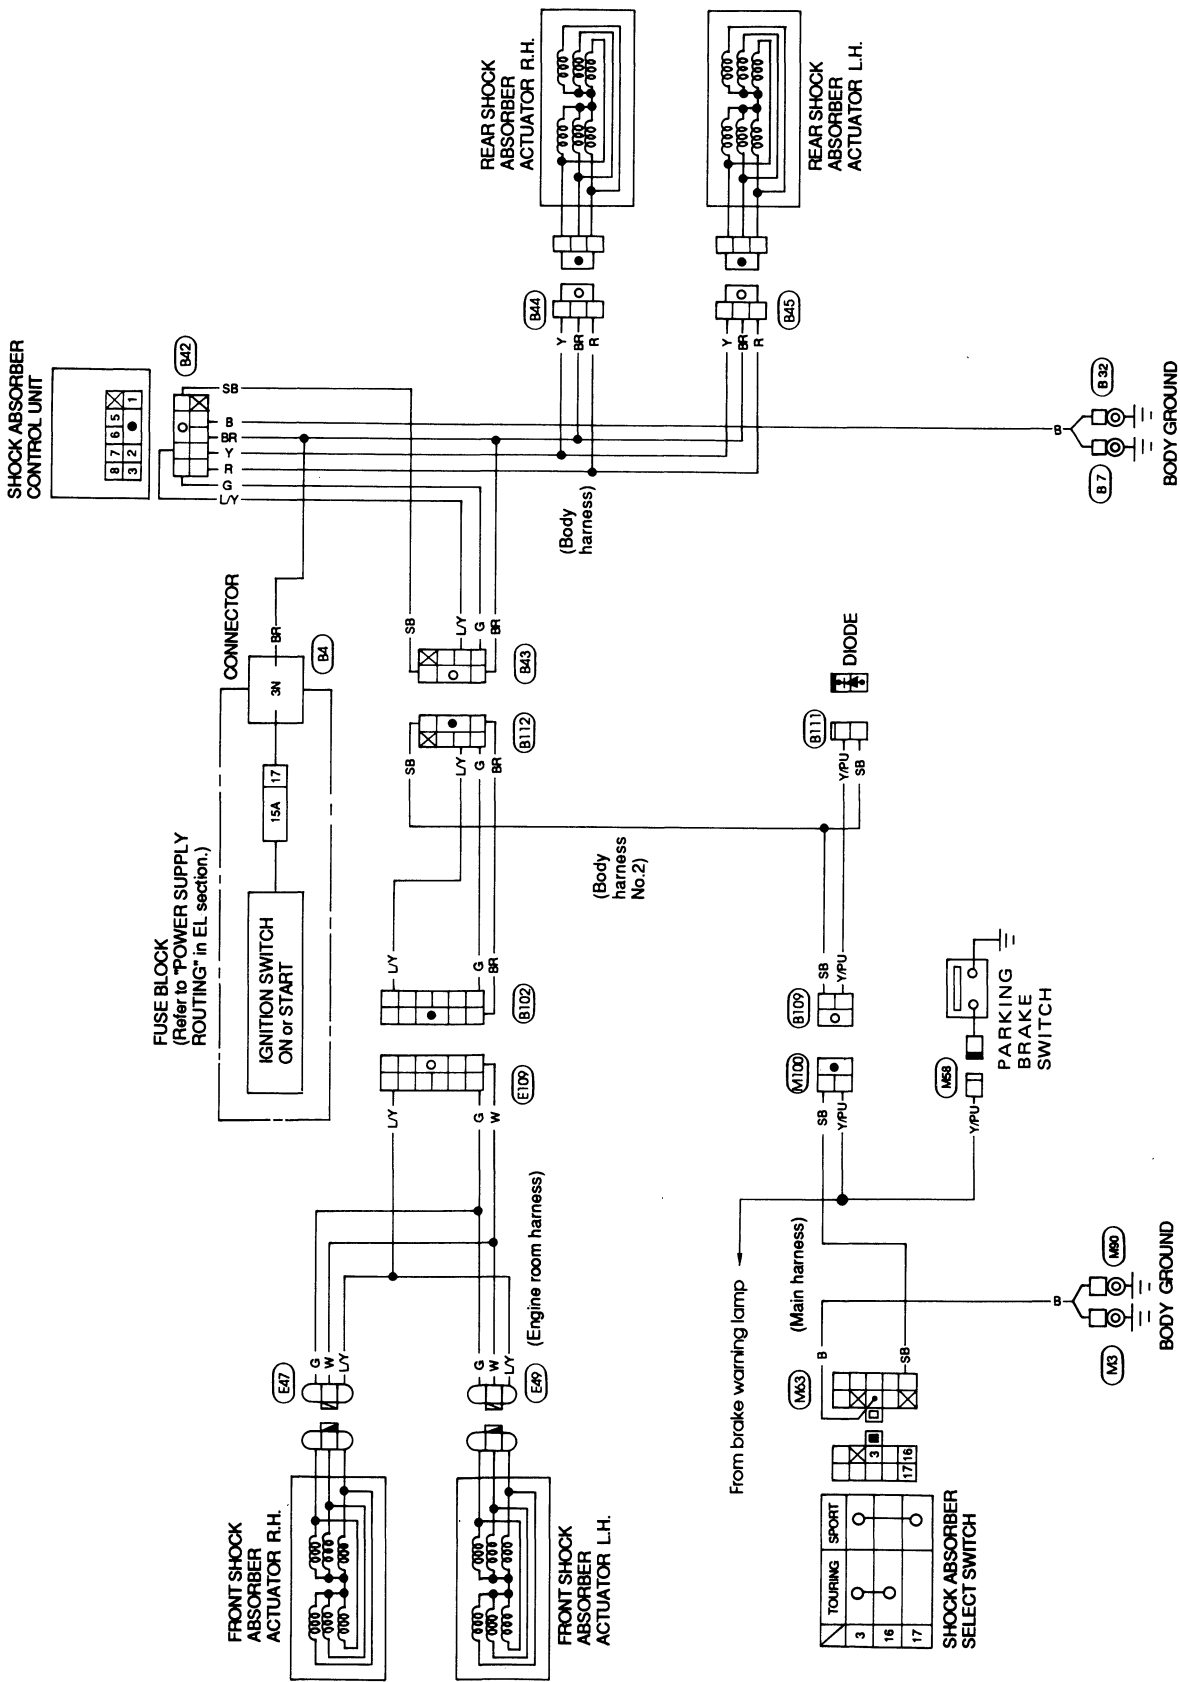 SHOCK ABSORBER
CONTROL UNIT
8 7 6 5
3 2 1
B42
SB
B
BR
Y
R
G
L/Y
REAR SHOCK
ABSORBER
ACTUATOR R.H.
REAR SHOCK
ABSORBER
ACTUATOR L.H.
B44
Y
BR
R
B45
Y
BR
R
(Body
harness)
B
B 32
B 7
BODY GROUND
CONNECTOR
BR
3N
B4
17
15A
FUSE BLOCK
(Refer to "POWER SUPPLY
ROUTING" in EL section.)
IGNITION SWITCH
ON or START
SB
L/Y
G
BR
B43
B112
SB
L/Y
G
BR
(Body
harness
No.2)
DIODE
B111
Y/PU
SB
L/Y
G
BR
B102
E109
L/Y
G
W
SB
Y/PU
B109
M100
SB
Y/PU
PARKING
BRAKE
SWITCH
M58
Y/PU
(Engine room harness)
E47
G
W
L/Y
E49
G
W
L/Y
FRONT SHOCK
ABSORBER
ACTUATOR R.H.
FRONT SHOCK
ABSORBER
ACTUATOR L.H.
From brake warning lamp
(Main harness)
B
SB
M63
B
M90
M3
BODY GROUND
3
17 16
TOURING SPORT
3
16
17
SHOCK ABSORBER
SELECT SWITCH